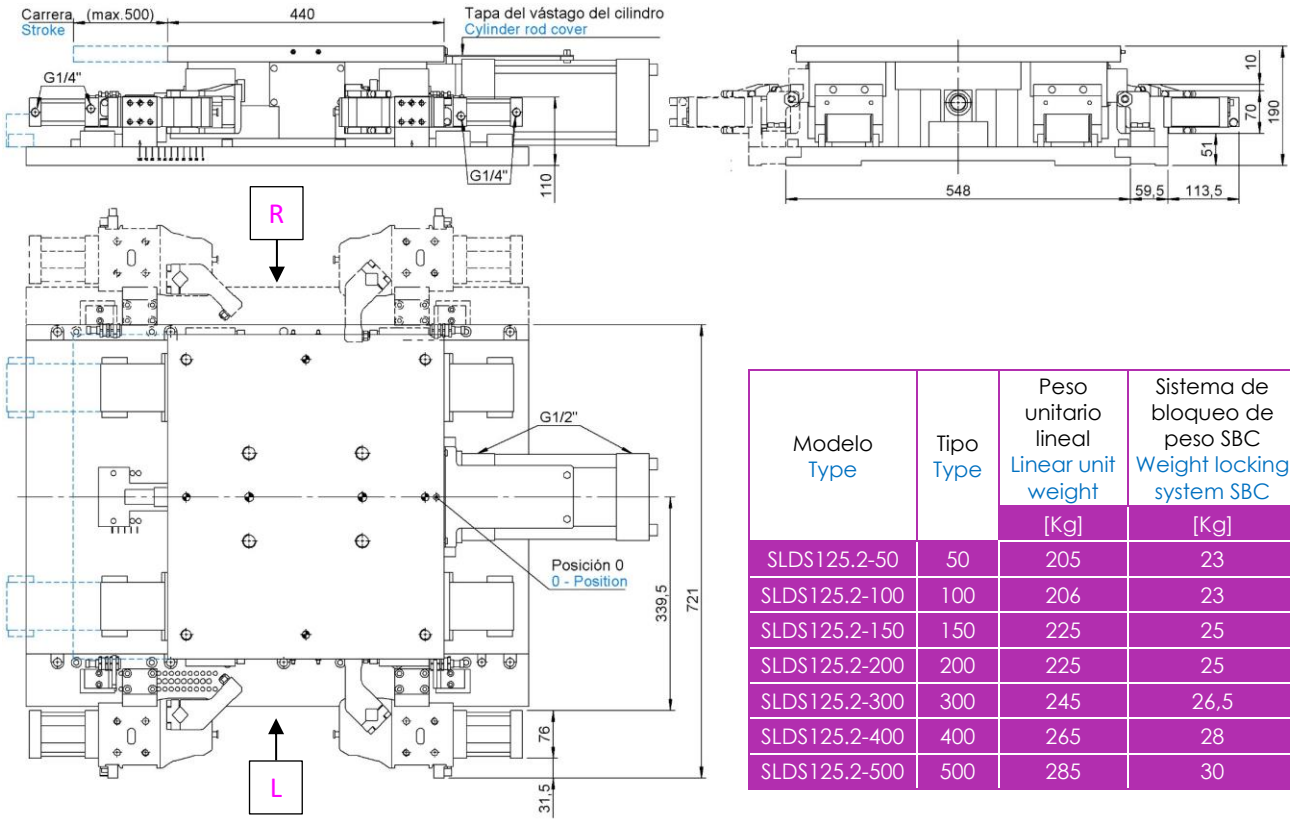 Carrera (max.500) 440
Stroke
Tapa del vástago del cilindro
Cylinder rod cover
G1/4"
G1/4"
110
10
190
70
51
548
59,5
113,5
R
G1/2"
Posición 0
0 - Position
339,5
721
76
31,5
L
Modelo
Type
Tipo
Type
Peso
unitario
lineal
Linear unit
weight
Sistema de
bloqueo de
peso SBC
Weight locking
system SBC
[Kg] [Kg]
SLDS125.2-50 50 205 23
SLDS125.2-100 100 206 23
SLDS125.2-150 150 225 25
SLDS125.2-200 200 225 25
SLDS125.2-300 300 245 26,5
SLDS125.2-400 400 265 28
SLDS125.2-500 500 285 30